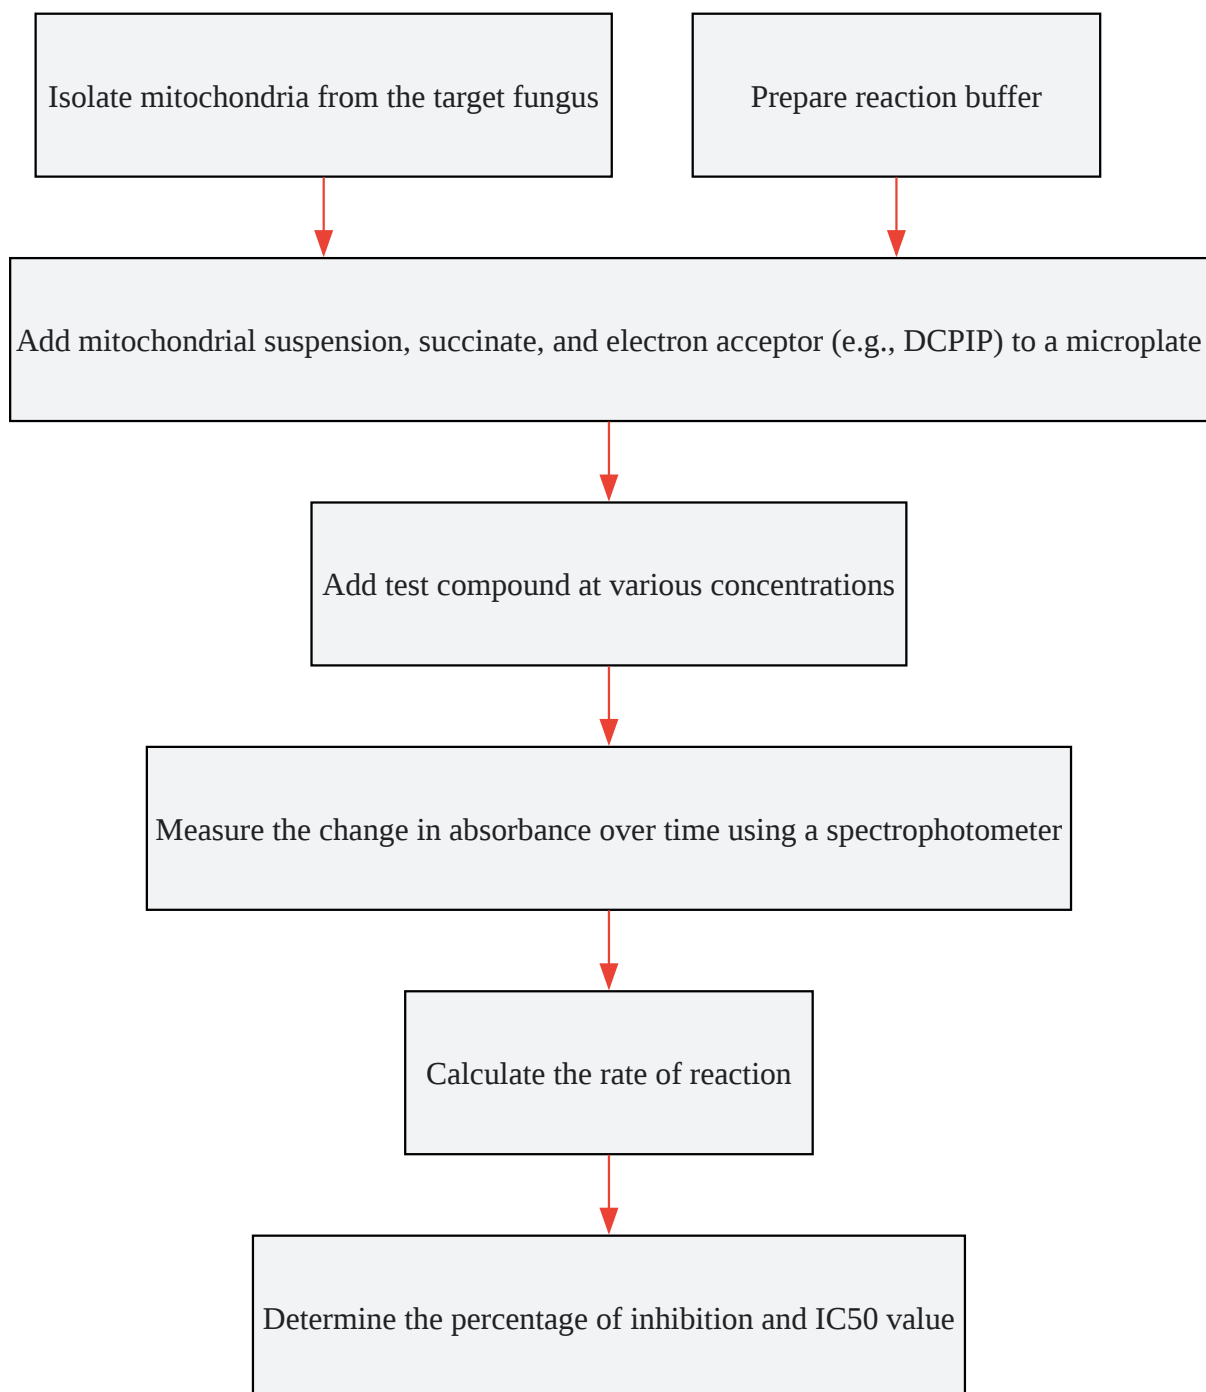 Isolate mitochondria from the target fungus
Prepare reaction buffer
Add mitochondrial suspension, succinate, and electron acceptor (e.g., DCPIP) to a microplate
Add test compound at various concentrations
Measure the change in absorbance over time using a spectrophotometer
Calculate the rate of reaction
Determine the percentage of inhibition and IC50 value